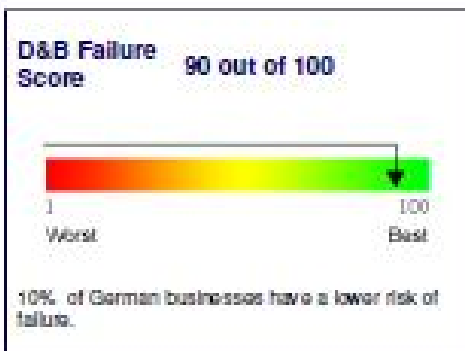 D&B Failure
Score
90 out of 100
1
100
Worst
Best
10% of German businesses have a lower risk of
failure.